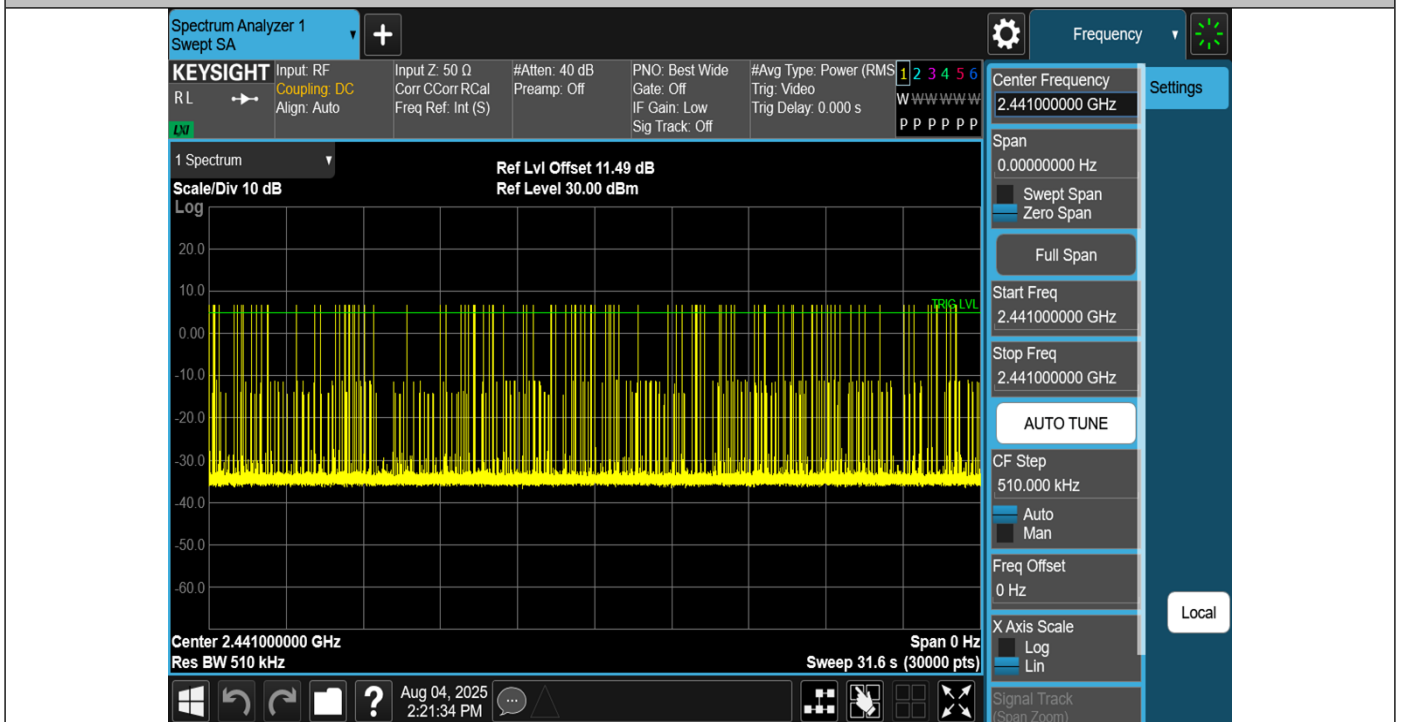 Spectrum Analyzer 1
Swept SA
Frequency
KEYSIGHT
R L
LXI
Input: RF
Coupling: DC
Align: Auto
Input Z: 50 Ω
Corr CCorr RCal
Freq Ref: Int (S)
#Atten: 40 dB
Preamp: Off
PNO: Best Wide
Gate: Off
IF Gain: Low
Sig Track: Off
#Avg Type: Power (RMS
Trig: Video
Trig Delay: 0.000 s
1 2 3 4 5 6
W W W W W W
P P P P P P
1 Spectrum
Scale/Div 10 dB
Ref Lvl Offset 11.49 dB
Ref Level 30.00 dBm
Log
20.0
10.0
0.00
-10.0
-20.0
-30.0
-40.0
-50.0
-60.0
TRIG LVL
Center 2.441000000 GHz
Res BW 510 kHz
Span 0 Hz
Sweep 31.6 s (30000 pts)
Center Frequency
2.441000000 GHz
Settings
Span
0.00000000 Hz
Swept Span
Zero Span
Full Span
Start Freq
2.441000000 GHz
Stop Freq
2.441000000 GHz
AUTO TUNE
CF Step
510.000 kHz
Auto
Man
Freq Offset
0 Hz
X Axis Scale
Log
Lin
Signal Track
(Span Zoom)
Local
?
Aug 04, 2025
2:21:34 PM